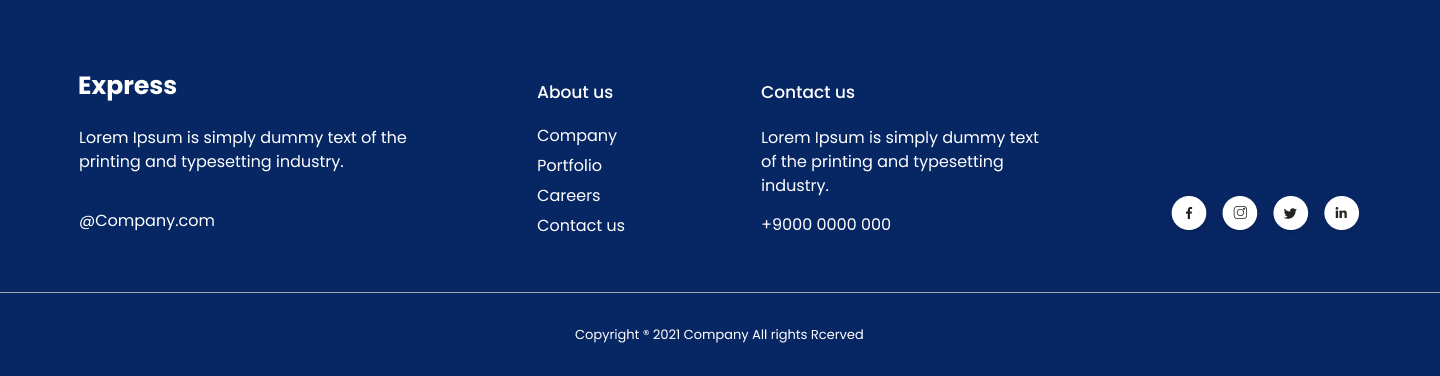 Express
Lorem Ipsum is simply dummy text of the
printing and typesetting industry.
@Company.com
About us
Company
Portfolio
Careers
Contact us
Contact us
Lorem Ipsum is simply dummy text
of the printing and typesetting
industry.
+9000 0000 000
Copyright ® 2021 Company All rights Rcerved